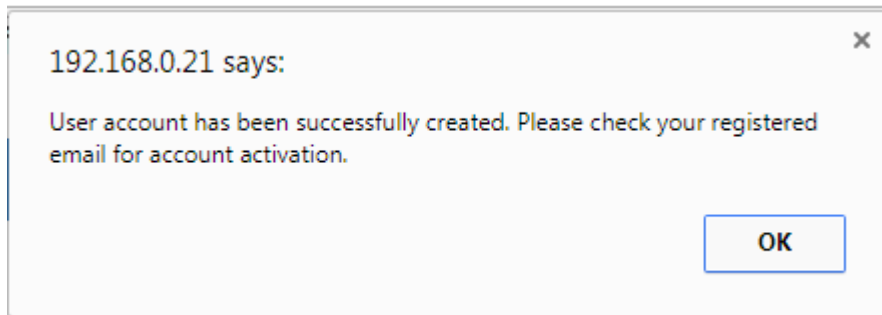 192.168.0.21 says:
User account has been successfully created. Please check your registered
email for account activation.
OK